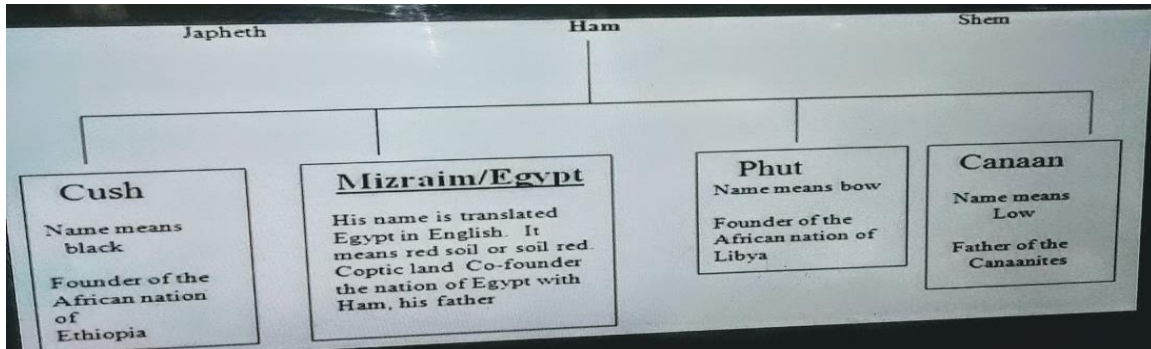 Japheth
Ham
Shem
Cush
Name means
black
Founder of the
African nation
of
Ethiopia
Mizraim/Egypt
His name is translated
Egypt in English. It
means red soil or soil red.
Coptic land Co-founder
the nation of Egypt with
Ham, his father
Phut
Name means bow
Founder of the
African nation of
Libya
Canaan
Name means
Low
Father of the
Canaanites